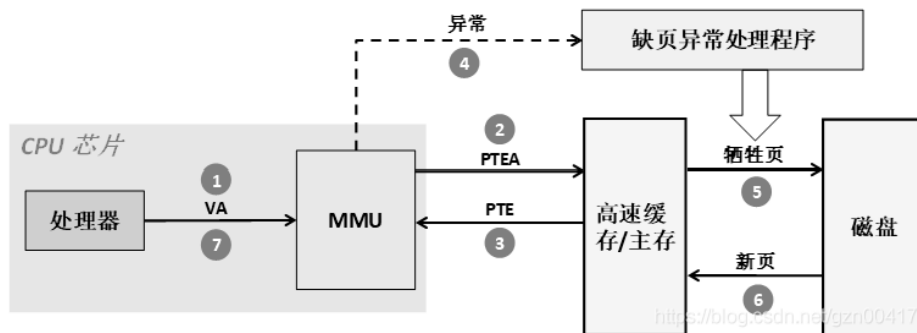 异常
4
缺页异常处理程序
CPU 芯片
1
VA
7
处理器
MMU
2
PTEA
PTE
3
高速缓
存/主存
牺牲页
5
新页
6
磁盘
https://blog.csdn.net/gzn00417